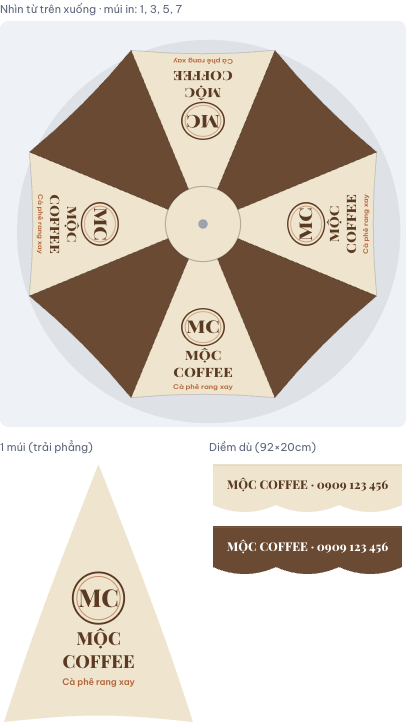 Nhìn từ trên xuống · múi in: 1, 3, 5, 7
Cà phê rang xay
COFFEE
MỘC
MC
Cà phê rang xay
COFFEE
MỘC
MC
MC
MỘC
COFFEE
Cà phê rang xay
MC
MỘC
COFFEE
Cà phê rang xay
1 múi (trải phẳng)
Diềm dù (92×20cm)
MỘC COFFEE · 0909 123 456
MỘC COFFEE · 0909 123 456
MC
MỘC
COFFEE
Cà phê rang xay